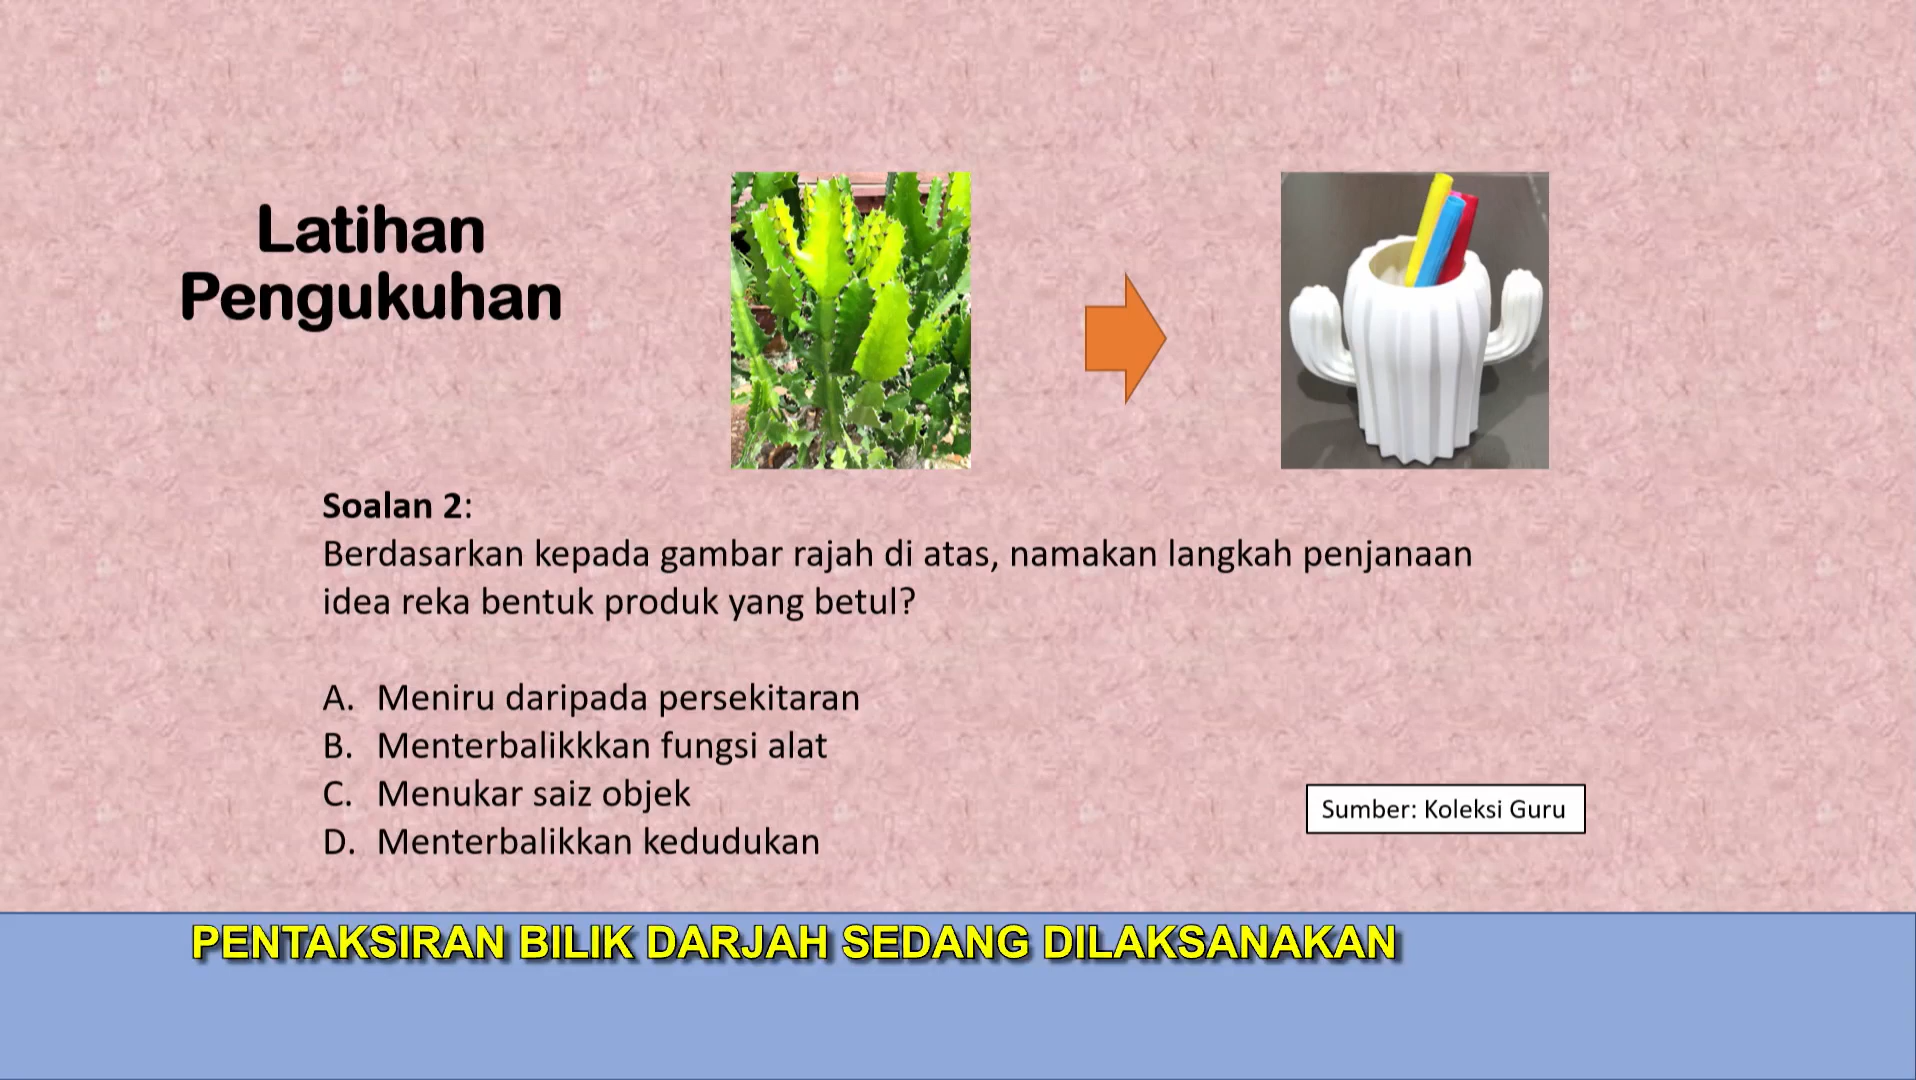 Latihan
Pengukuhan
Soalan 2:
Berdasarkan kepada gambar rajah di atas, namakan langkah penjanaan
idea reka bentuk produk yang betul?
A. Meniru daripada persekitaran
B. Menterbalikkkan fungsi alat
C. Menukar saiz objek
D. Menterbalikkan kedudukan
Sumber: Koleksi Guru
PENTAKSIRAN BILIK DARJAH SEDANG DILAKSANAKAN